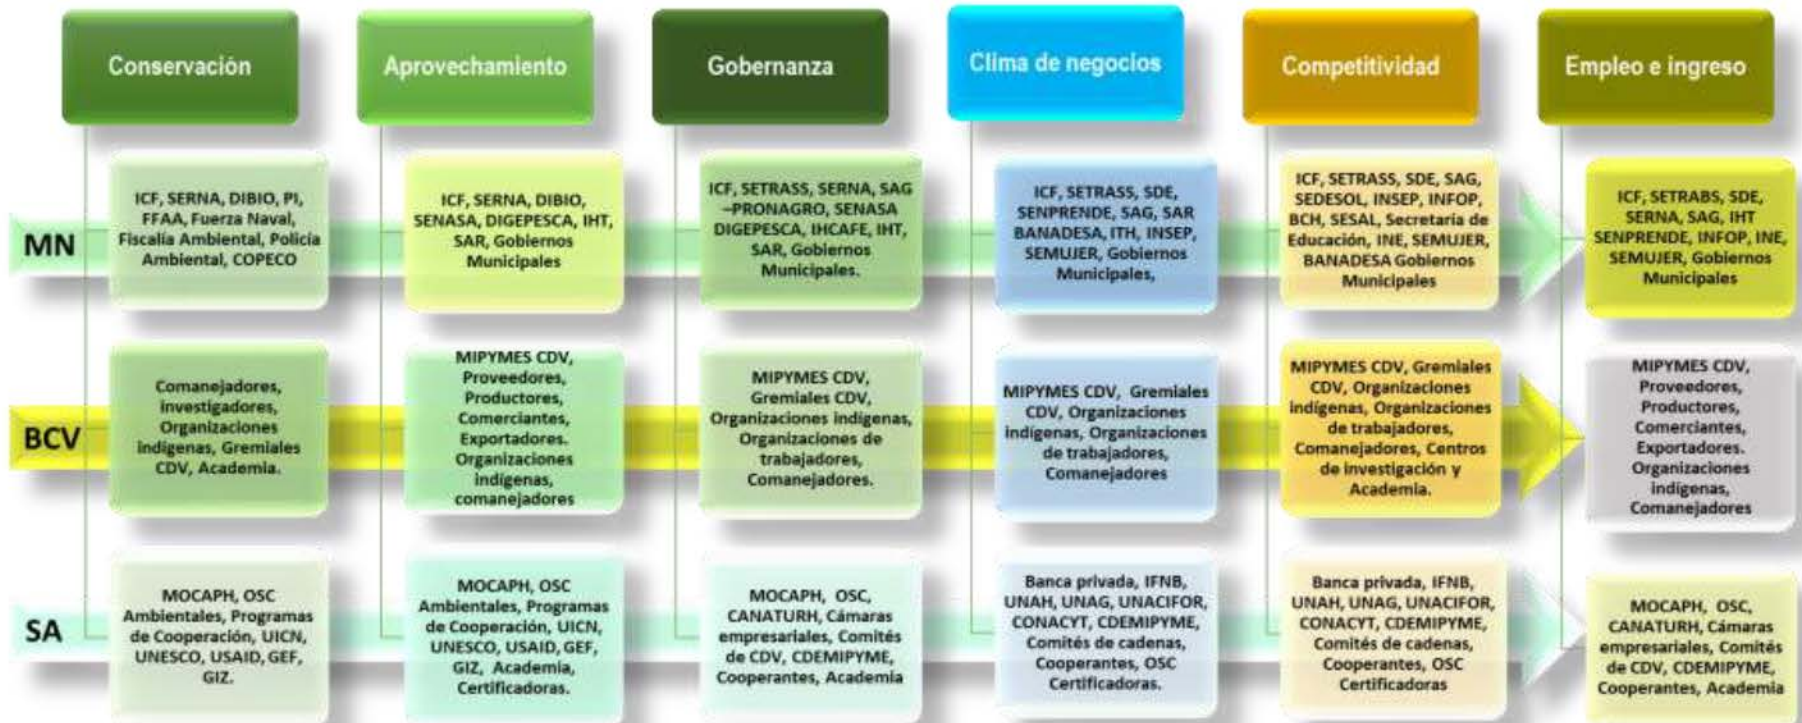 Conservación
Aprovechamiento
Gobernanza
Clima de negocios
Competitividad
Empleo e ingreso
MN
ICF, SERNA, DIBIO, PI,
FFAA, Fuerza Naval,
Fiscalía Ambiental, Policía
Ambiental, COPECO
ICF, SERNA, DIBIO,
SENASA, DIGEPESCA, IHT,
SAR, Gobiernos
Municipales
ICF, SETRASS, SERNA, SAG
–PRONAGRO, SENASA
DIGEPESCA, IHCAFE, IHT,
SAR, Gobiernos
Municipales.
ICF, SETRASS, SDE,
SENPRENDE, SAG, SAR
BANADESA, ITH, INSEP,
SEMUJER, Gobiernos
Municipales,
ICF, SETRASS, SDE, SAG,
SEDESOL, INSEP, INFOP,
BCH, SESAL, Secretaría de
Educación, INE, SEMUJER,
BANADESA Gobiernos
Municipales
ICF, SETRABS, SDE,
SERNA, SAG, IHT
SENPRENDE, INFOP, INE,
SEMUJER, Gobiernos
Municipales
BCV
Comanejadores,
investigadores,
Organizaciones
indígenas, Gremiales
CDV, Academia.
MIPYMES CDV,
Proveedores,
Productores,
Comerciantes,
Exportadores.
Organizaciones
indígenas,
comanejadores
MIPYMES CDV,
Gremiales CDV,
Organizaciones indígenas,
Organizaciones de
trabajadores,
Comanejadores.
MIPYMES CDV, Gremiales
CDV, Organizaciones
indígenas, Organizaciones
de trabajadores,
Comanejadores
MIPYMES CDV, Gremiales
CDV, Organizaciones
indígenas, Organizaciones
de trabajadores,
Comanejadores, Centros
de investigación y
Academia.
MIPYMES CDV,
Proveedores,
Productores,
Comerciantes,
Exportadores.
Organizaciones
indígenas,
Comanejadores
SA
MOCAPH, OSC
Ambientales, Programas
de Cooperación, UICN,
UNESCO, USAID, GEF,
GIZ.
MOCAPH, OSC
Ambientales, Programas
de Cooperación, UICN,
UNESCO, USAID, GEF,
GIZ, Academia,
Certificadoras.
MOCAPH, OSC,
CANATURH, Cámaras
empresariales, Comités
de CDV, CDEMIPYME,
Cooperantes, Academia
Banca privada, IFNB,
UNAH, UNAG, UNACIFOR,
CONACYT, CDEMIPYME,
Comités de cadenas,
Cooperantes, OSC
Certificadoras.
Banca privada, IFNB,
UNAH, UNAG, UNACIFOR,
CONACYT, CDEMIPYME,
Comités de cadenas,
Cooperantes, OSC
Certificadoras
MOCAPH, OSC,
CANATURH, Cámaras
empresariales, Comités
de CDV, CDEMIPYME,
Cooperantes, Academia